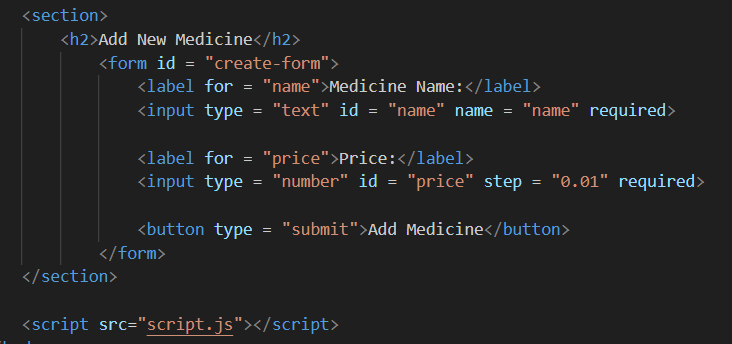 <section>
<h2>Add New Medicine</h2>
<form id = "create-form">
<label for = "name">Medicine Name:</label>
<input type = "text" id = "name" name = "name" required>
<label for = "price">Price:</label>
<input type = "number" id = "price" step = "0.01" required>
<button type = "submit">Add Medicine</button>
</form>
</section>
<script src="script.js"></script>